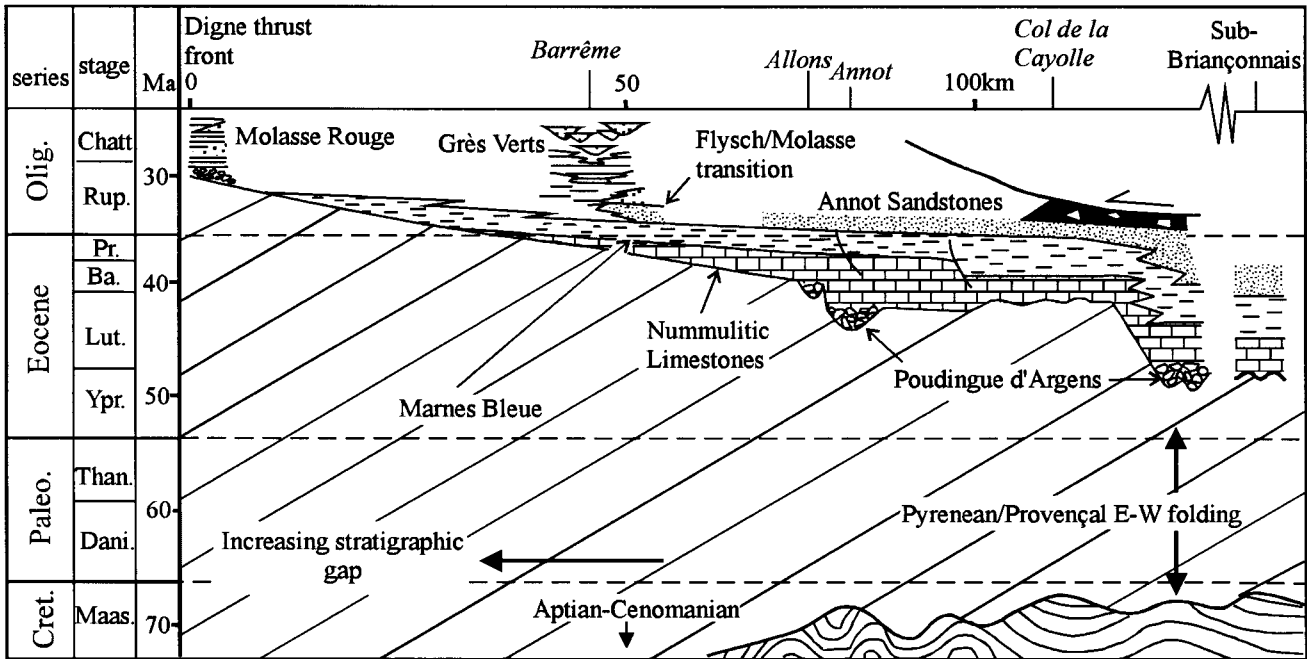 series
stage
Ma
Digne thrust
front
0
Barrême
50
Allons
Annot
100km
Col de la
Cayolle
Sub-
Briançonnais
Olig.
Chatt
Rup.
30
Molasse Rouge
Grès Verts
Flysch/Molasse
transition
Annot Sandstones
Eocene
Pr.
Ba.
Lut.
Ypr.
40
50
Nummulitic
Limestones
Marnes Bleue
Poudingue d'Argens
Paleo.
Than.
Dani.
60
Pyrenean/Provençal E-W folding
Increasing stratigraphic
gap
Cret.
Maas.
70
Aptian-Cenomanian